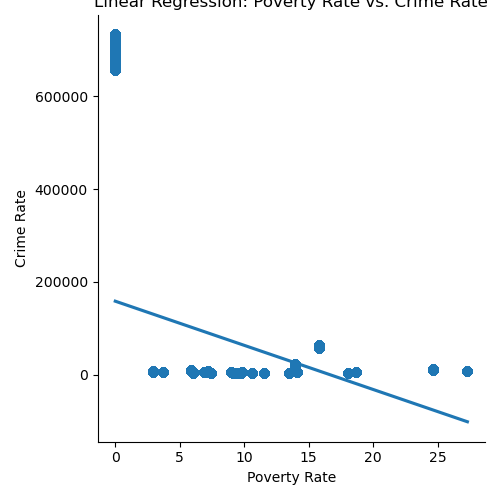 Linear Regression: Poverty Rate vs. Crime Rate
600000
400000
200000
0
Crime Rate
0 5 10 15 20 25
Poverty Rate